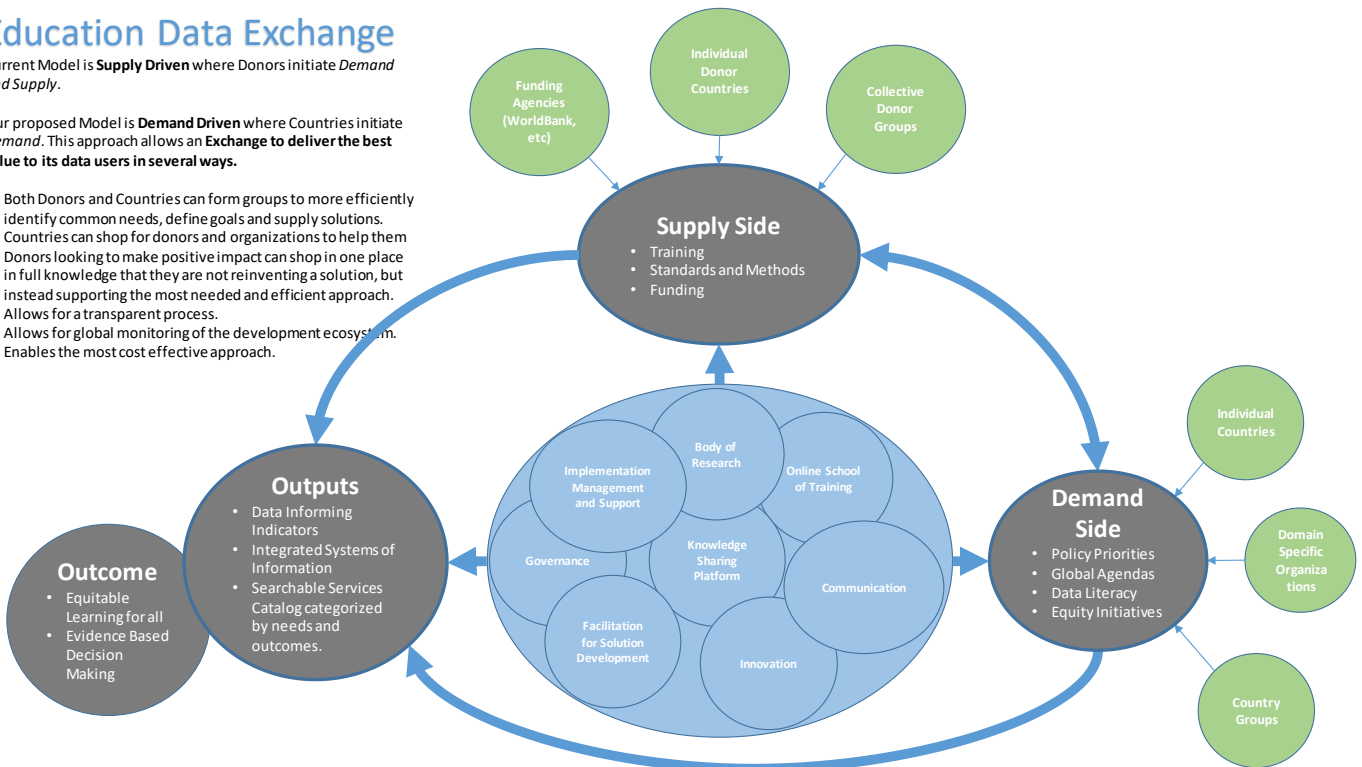 ducation Data Exchange
urrent Model is Supply Driven where Donors initiate Demand
nd Supply.
ur proposed Model is Demand Driven where Countries initiate
emand. This approach allows an Exchange to deliver the best
lue to its data users in several ways.
Both Donors and Countries can form groups to more efficiently
identify common needs, define goals and supply solutions.
Countries can shop for donors and organizations to help them
Donors looking to make positive impact can shop in one place
in full knowledge that they are not reinventing a solution, but
instead supporting the most needed and efficient approach.
Allows for a transparent process.
Allows for global monitoring of the development ecosystem.
Enables the most cost effective approach.
Funding
Agencies
(WorldBank,
etc)
Individual
Donor
Countries
Collective
Donor
Groups
Supply Side
• Training
• Standards and Methods
• Funding
Outputs
• Data Informing
Indicators
• Integrated Systems of
Information
• Searchable Services
Catalog categorized
by needs and
outcomes.
Outcome
• Equitable
Learning for all
• Evidence Based
Decision
Making
Body of
Research
Implementation
Management
and Support
Online School
of Training
Governance
Knowledge
Sharing
Platform
Communication
Facilitation
for Solution
Development
Innovation
Demand
Side
• Policy Priorities
• Global Agendas
• Data Literacy
• Equity Initiatives
Individual
Countries
Domain
Specific
Organiza
tions
Country
Groups